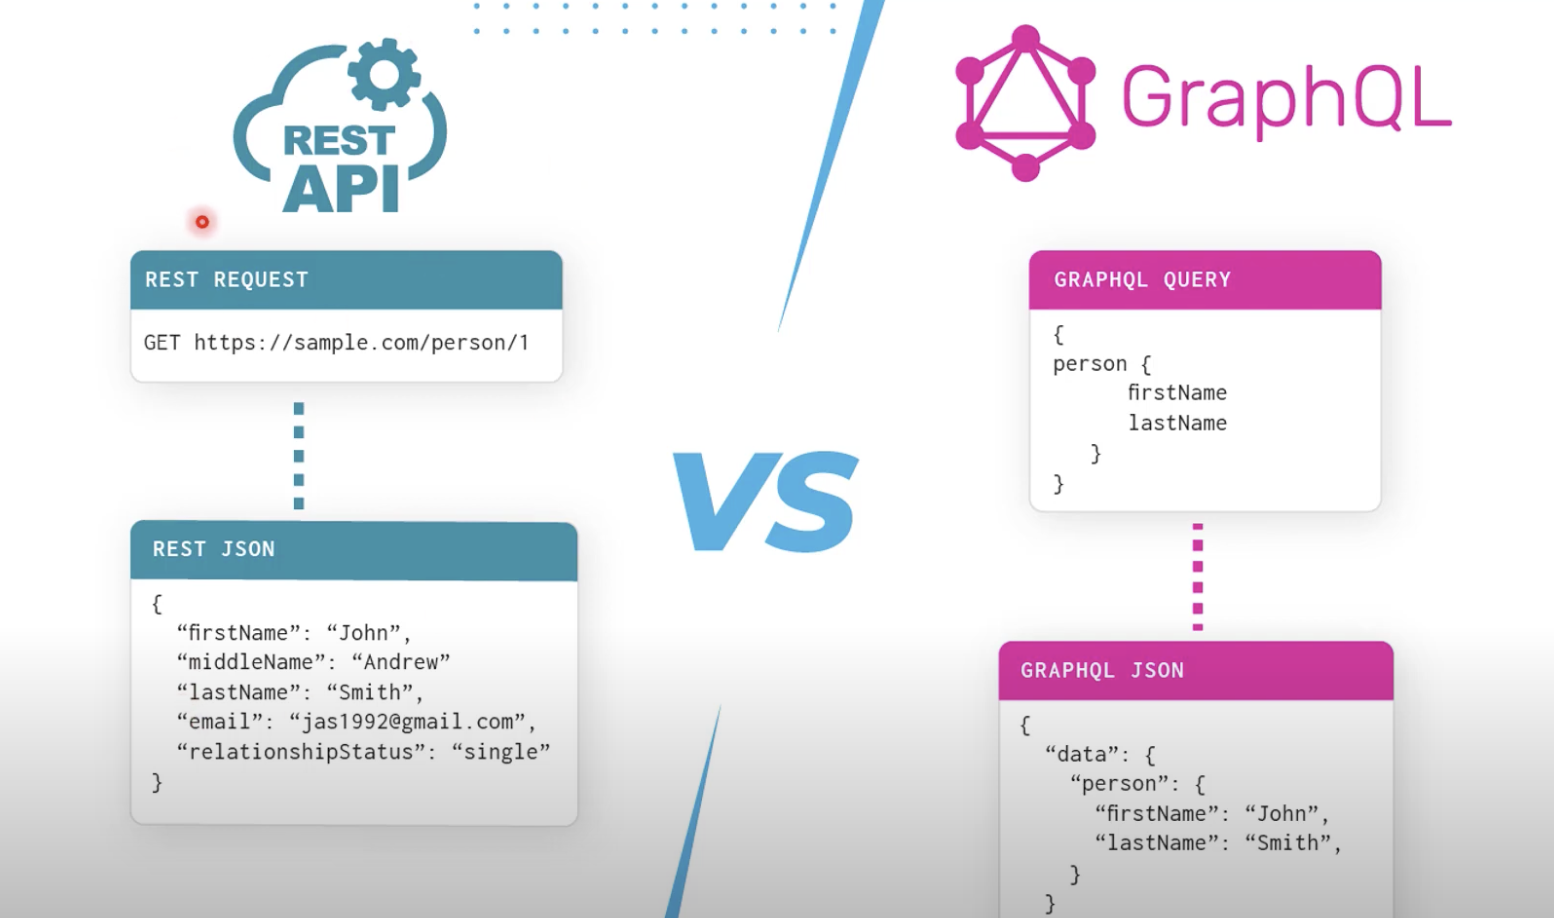 REST
API
REST REQUEST
GET https://sample.com/person/1
REST JSON
{
“firstName”: “John”,
“middleName”: “Andrew”
“lastName”: “Smith”,
“email”: “jas1992@gmail.com”,
“relationshipStatus”: “single”
}
VS
GraphQL
GRAPHQL QUERY
{
person {
firstName
lastName
}
}
GRAPHQL JSON
{
“data”: {
“person”: {
“firstName”: “John”,
“lastName”: “Smith”,
}
}